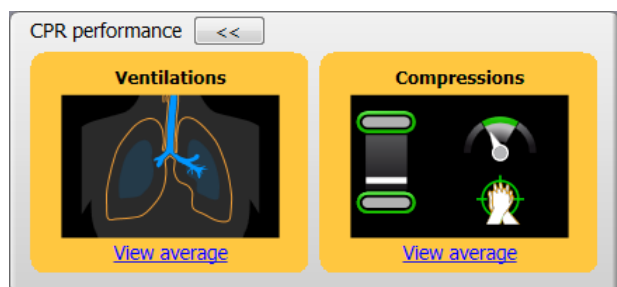 CPR performance <<
Ventilations
Compressions
View average
View average